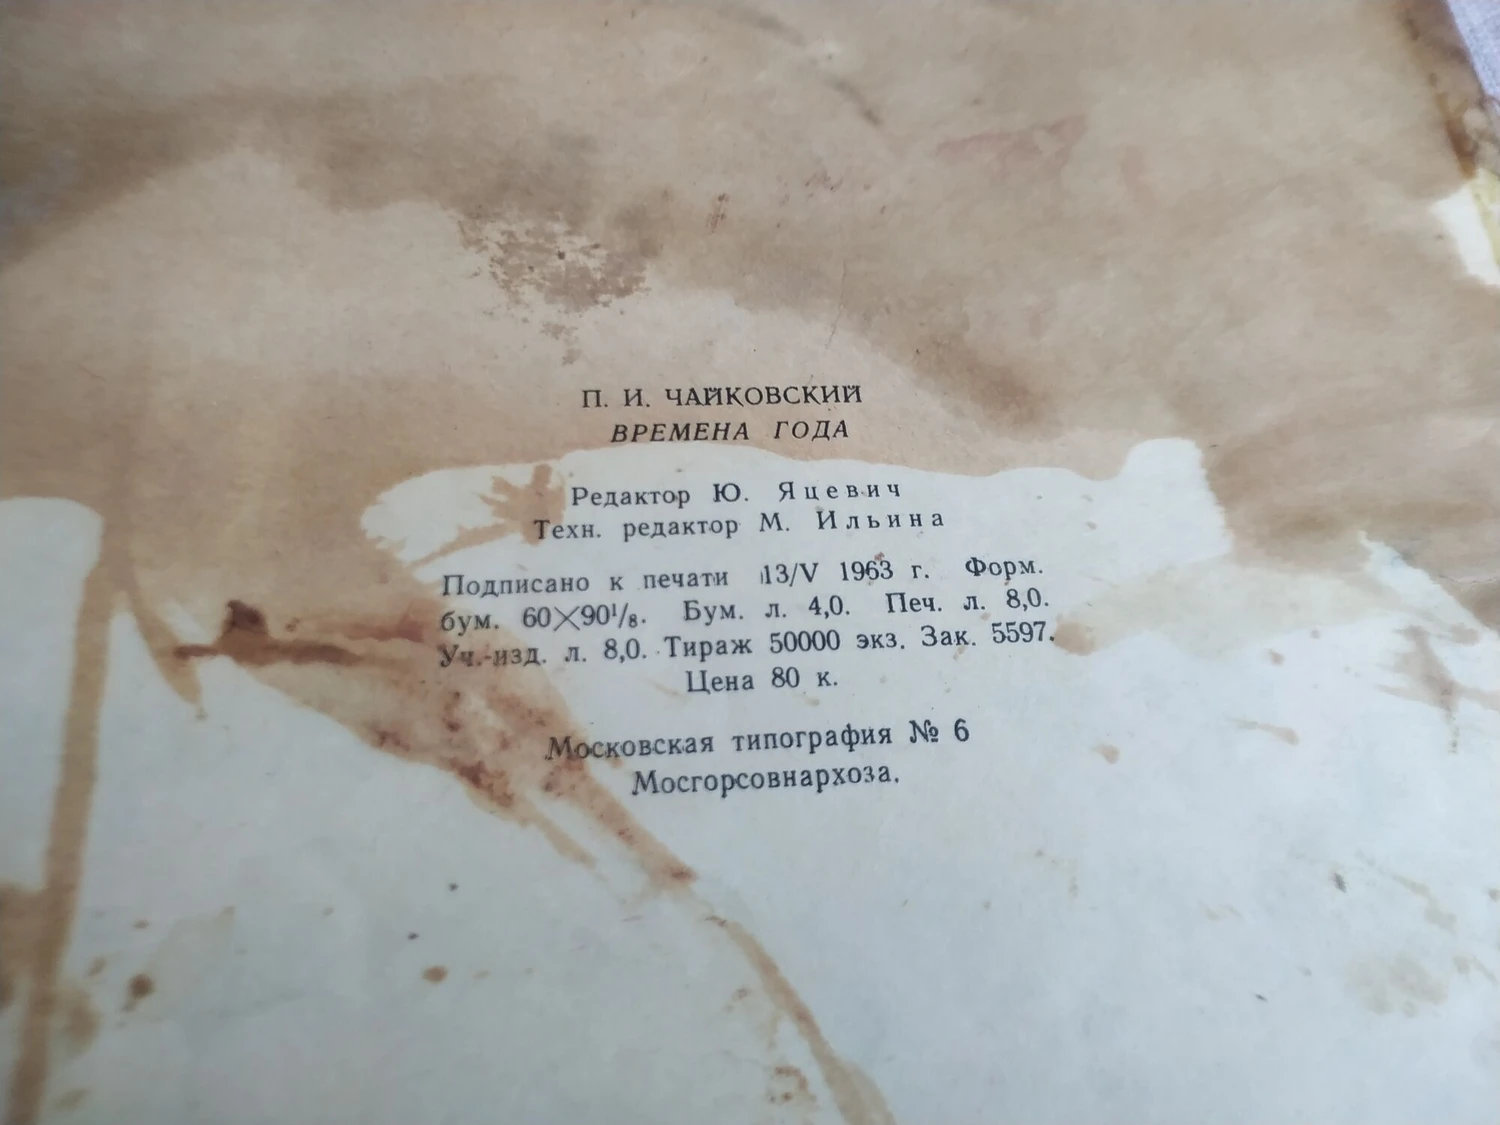 П. И. ЧАЙКОВСКИЙ
ВРЕМЕНА ГОДА
Редактор Ю. Яцевич
Техн. редактор М. Ильина
Подписано к печати 13/V 1963 г. Форм.
бум. 60×90¹/₈. Бум. л. 4,0. Печ. л. 8,0.
Уч.-изд. л. 8,0. Тираж 50000 экз. Зак. 5597.
Цена 80 к.
Московская типография № 6
Мосгорсовнархоза.